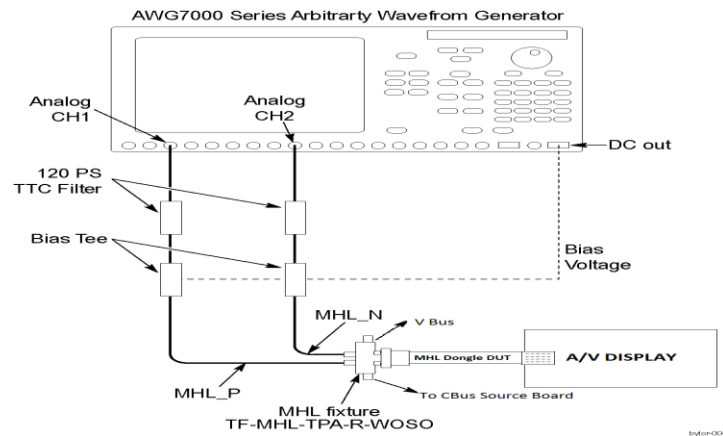 AWG7000 Series Arbitrarty Wavefrom Generator
Analog
CH1
Analog
CH2
DC out
120 PS
TTC Filter
Bias Tee
Bias
Voltage
MHL_N
V Bus
MHL Dongle DUT
A/V DISPLAY
MHL_P
To CBus Source Board
MHL fixture
TF-MHL-TPA-R-WOSO